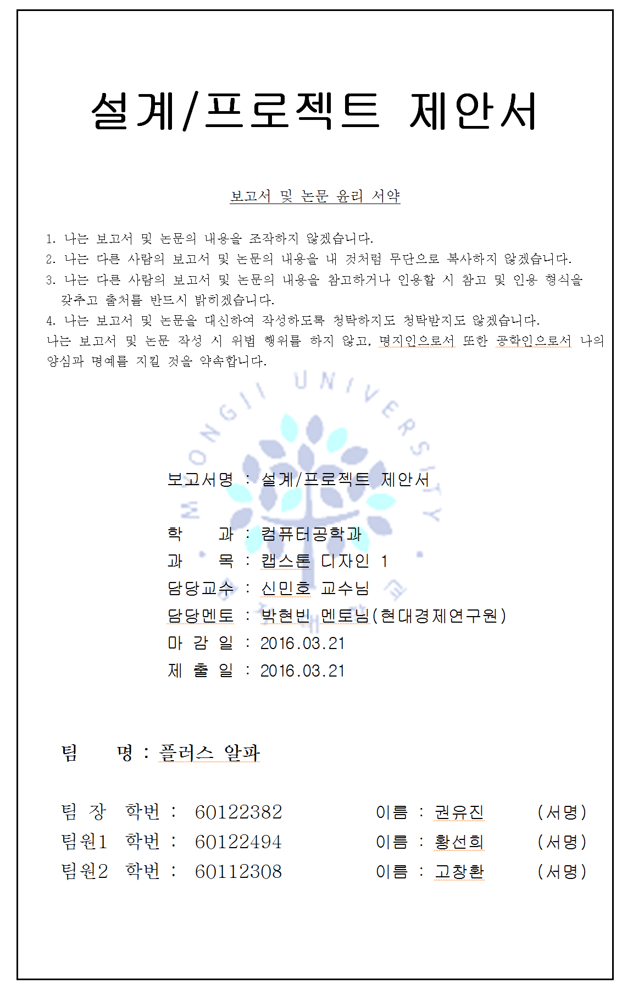 설계/프로젝트 제안서
보고서 및 논문 윤리 서약
1. 나는 보고서 및 논문의 내용을 조작하지 않겠습니다.
2. 나는 다른 사람의 보고서 및 논문의 내용을 내 것처럼 무단으로 복사하지 않겠습니다.
3. 나는 다른 사람의 보고서 및 논문의 내용을 참고하거나 인용할 시 참고 및 인용 형식을
갖추고 출처를 반드시 밝히겠습니다.
4. 나는 보고서 및 논문을 대신하여 작성하도록 청탁하지도 청탁받지도 않겠습니다.
나는 보고서 및 논문 작성 시 위법 행위를 하지 않고, 명지인으로서 또한 공학인으로서 나의
양심과 명예를 지킬 것을 약속합니다.
MYONGJI UNIVERSITY
보고서명 : 설계/프로젝트 제안서
학 과 : 컴퓨터공학과
과 목 : 캡스톤 디자인 1
담당교수 : 신민호 교수님
담당멘토 : 박현빈 멘토님(현대경제연구원)
마 감 일 : 2016.03.21
제 출 일 : 2016.03.21
팀 명 : 플러스 알파
팀 장 학번 : 60122382 이름 : 권유진 (서명)
팀원1 학번 : 60122494 이름 : 황선희 (서명)
팀원2 학번 : 60112308 이름 : 고창환 (서명)